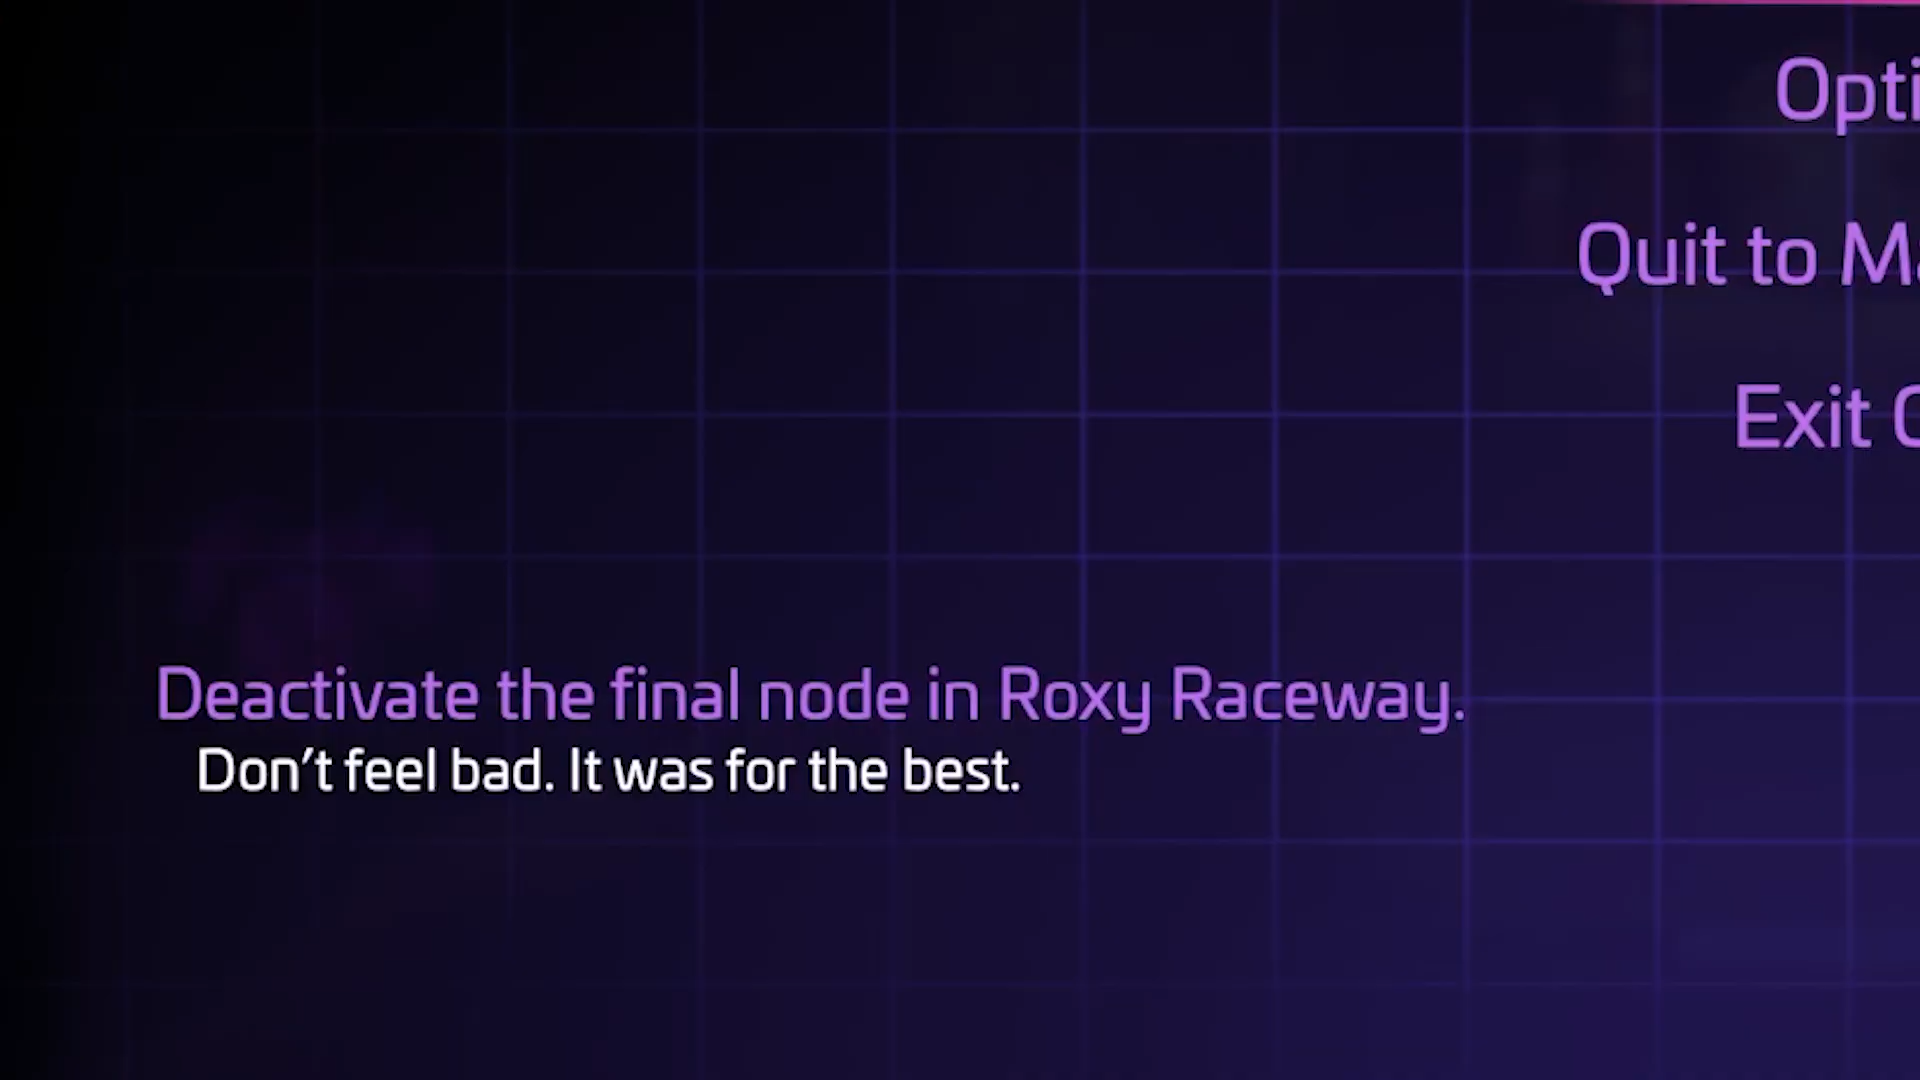 Opti
Quit to Ma
Exit G
Deactivate the final node in Roxy Raceway.
Don't feel bad. It was for the best.